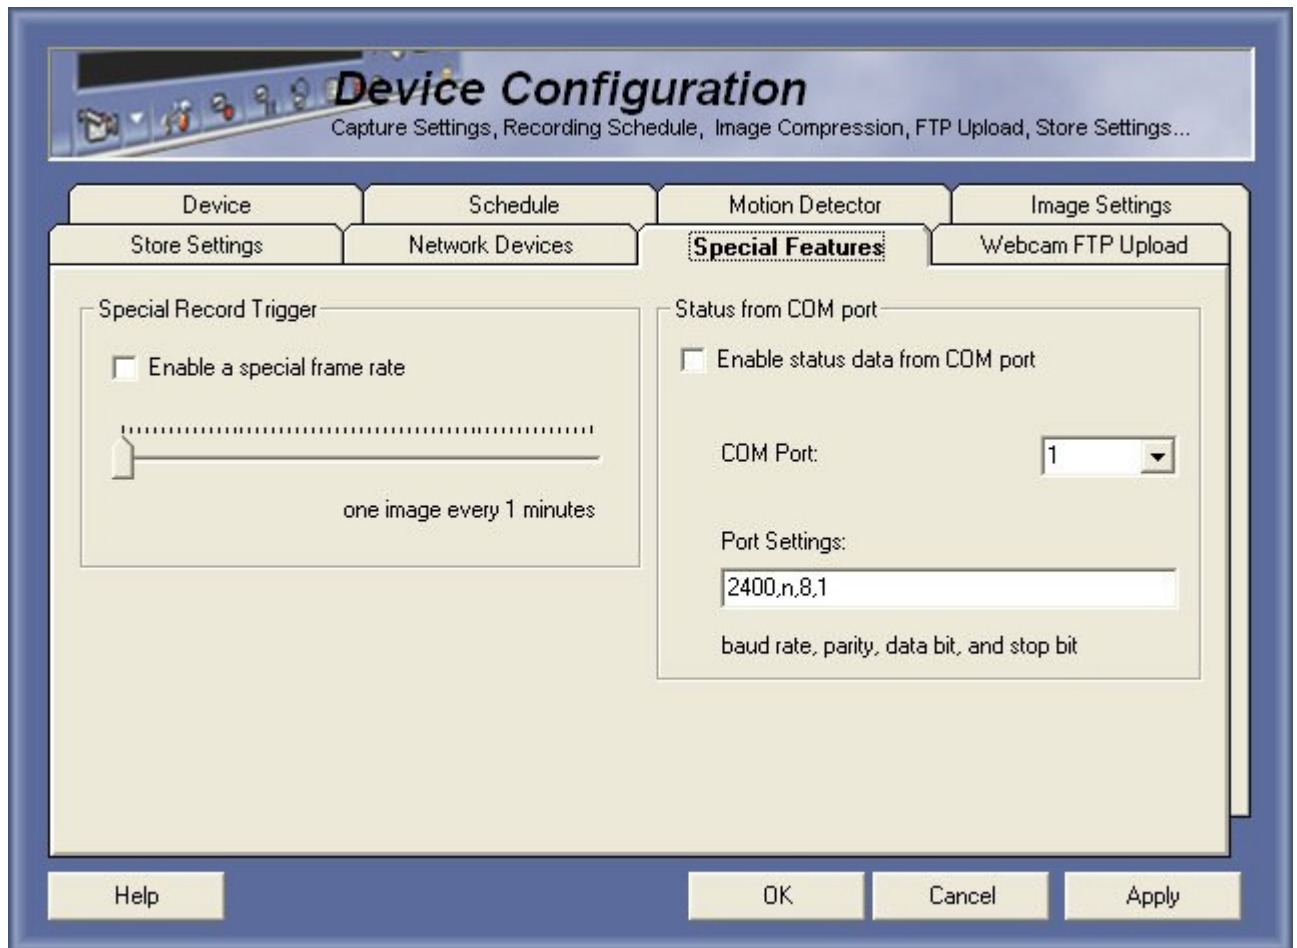 Device Configuration
Capture Settings, Recording Schedule, Image Compression, FTP Upload, Store Settings...
Device
Schedule
Motion Detector
Image Settings
Store Settings
Network Devices
Special Features
Webcam FTP Upload
Special Record Trigger
Enable a special frame rate
one image every 1 minutes
Status from COM port
Enable status data from COM port
COM Port:
1
Port Settings:
2400,n,8,1
baud rate, parity, data bit, and stop bit
Help
OK
Cancel
Apply